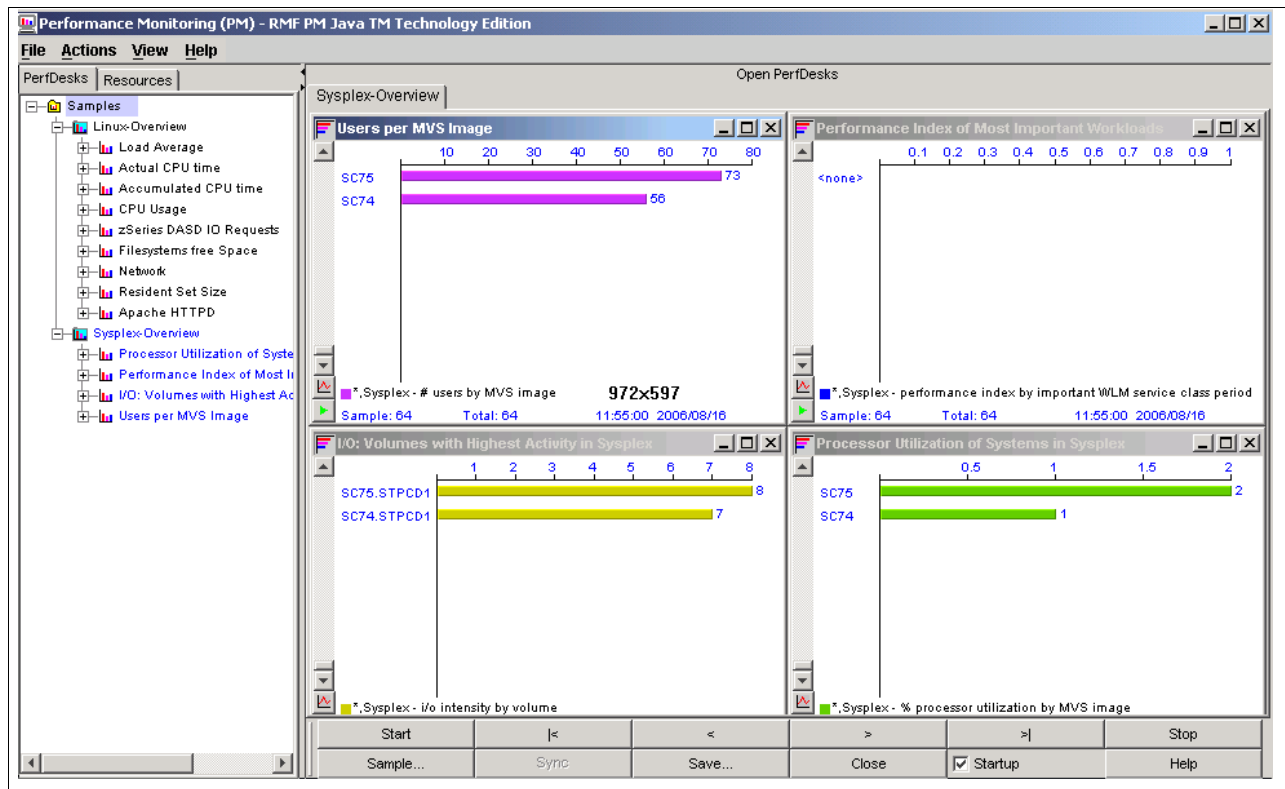 Performance Monitoring (PM) - RMF PM Java TM Technology Edition
File Actions View Help
PerfDesks Resources
Samples
Linux-Overview
Load Average
Actual CPU time
Accumulated CPU time
CPU Usage
zSeries DASD IO Requests
Filesystems free Space
Network
Resident Set Size
Apache HTTPD
Sysplex-Overview
Processor Utilization of Syste
Performance Index of Most I
I/O: Volumes with Highest Ac
Users per MVS Image
Open PerfDesks
Sysplex-Overview
Users per MVS Image
10 20 30 40 50 60 70 80
SC75 73
SC74 56
*,Sysplex - # users by MVS image 972x597
Sample: 64 Total: 64 11:55:00 2006/08/16
Performance Index of Most Important Workloads
0.1 0.2 0.3 0.4 0.5 0.6 0.7 0.8 0.9 1
<none>
*,Sysplex - performance index by important WLM service class period
Sample: 64 Total: 64 11:55:00 2006/08/16
I/O: Volumes with Highest Activity in Sysplex
1 2 3 4 5 6 7 8
SC75.STPCD1 8
SC74.STPCD1 7
*,Sysplex - i/o intensity by volume
Processor Utilization of Systems in Sysplex
0.5 1 1.5 2
SC75 2
SC74 1
*,Sysplex - % processor utilization by MVS image
Start |< < > >| Stop
Sample... Sync Save... Close Startup Help